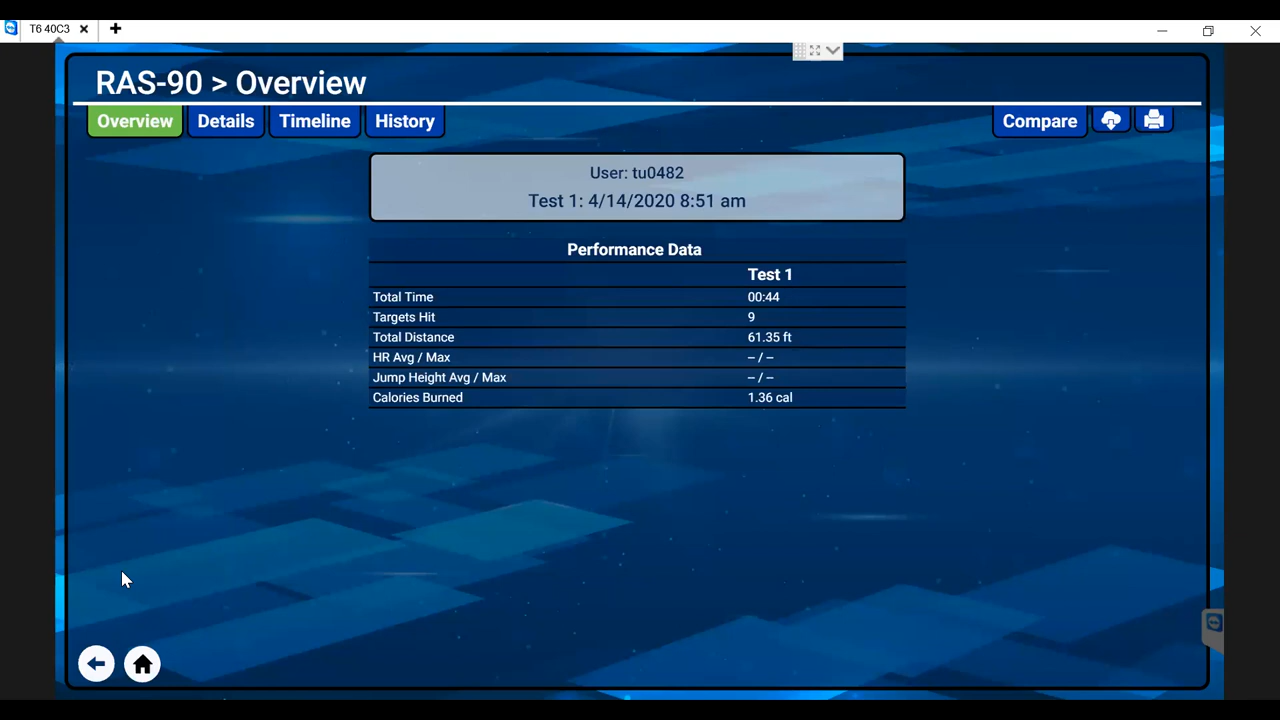 T6 40C3
RAS-90 > Overview
Overview Details Timeline History Compare
User: tu0482
Test 1: 4/14/2020 8:51 am
Performance Data
Test 1
Total Time 00:44
Targets Hit 9
Total Distance 61.35 ft
HR Avg / Max – / –
Jump Height Avg / Max – / –
Calories Burned 1.36 cal